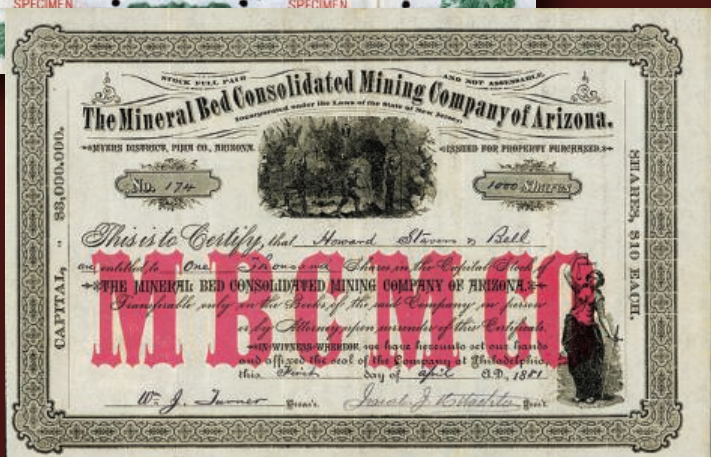 SPECIMEN SPECIMEN
STOCK FULL PAID AND NOT ASSESSABLE.
The Mineral Bed Consolidated Mining Company of Arizona.
Incorporated under the Laws of the State of New Jersey.
MYERS DISTRICT, PIMA CO., ARIZONA. ISSUED FOR PROPERTY PURCHASED.
No. 174 1000 Shares
CAPITAL, $3,000,000.
SHARES, $10 EACH.
This is to Certify, that Howard Stavers & Bell
are entitled to One Thousand Shares in the Capital Stock of
THE MINERAL BED CONSOLIDATED MINING COMPANY OF ARIZONA.
Transferable only in the Books of the said Company in person
or by Attorney upon surrender of this Certificate.
IN WITNESS WHEREOF, we have hereunto set our hands
and affixed the seal of the Company at Philadelphia,
this First day of April A.D., 1881
Wm J. Turner Treas'r. Pres't.
M B C M CO